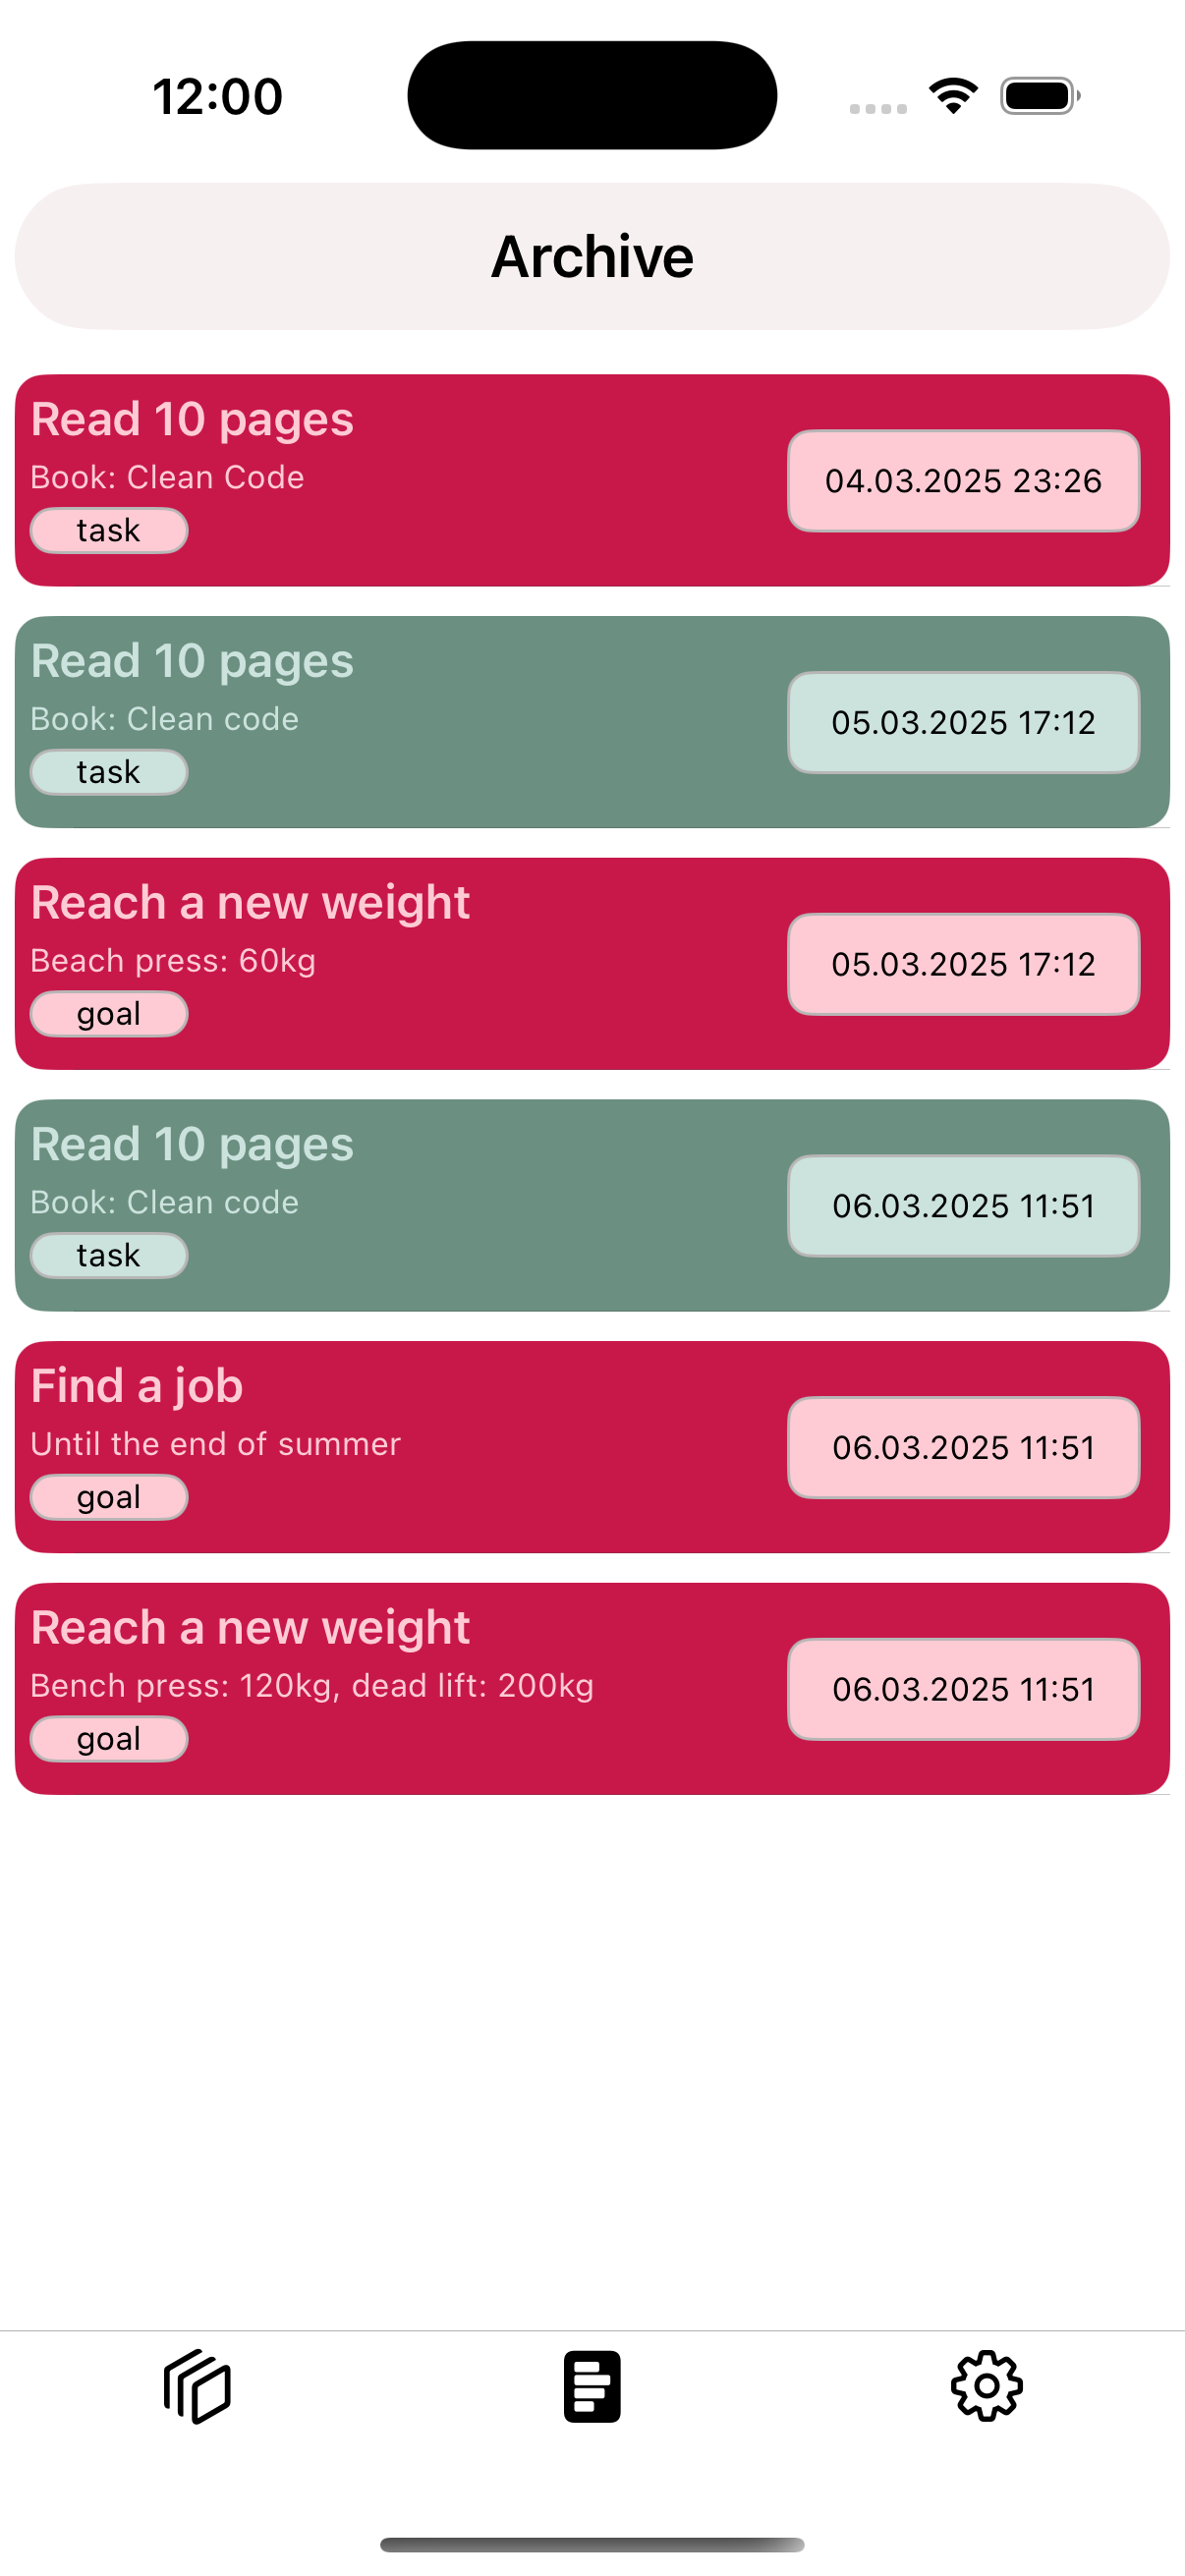 12:00
Archive
Read 10 pages
Book: Clean Code
task
04.03.2025 23:26
Read 10 pages
Book: Clean code
task
05.03.2025 17:12
Reach a new weight
Beach press: 60kg
goal
05.03.2025 17:12
Read 10 pages
Book: Clean code
task
06.03.2025 11:51
Find a job
Until the end of summer
goal
06.03.2025 11:51
Reach a new weight
Bench press: 120kg, dead lift: 200kg
goal
06.03.2025 11:51